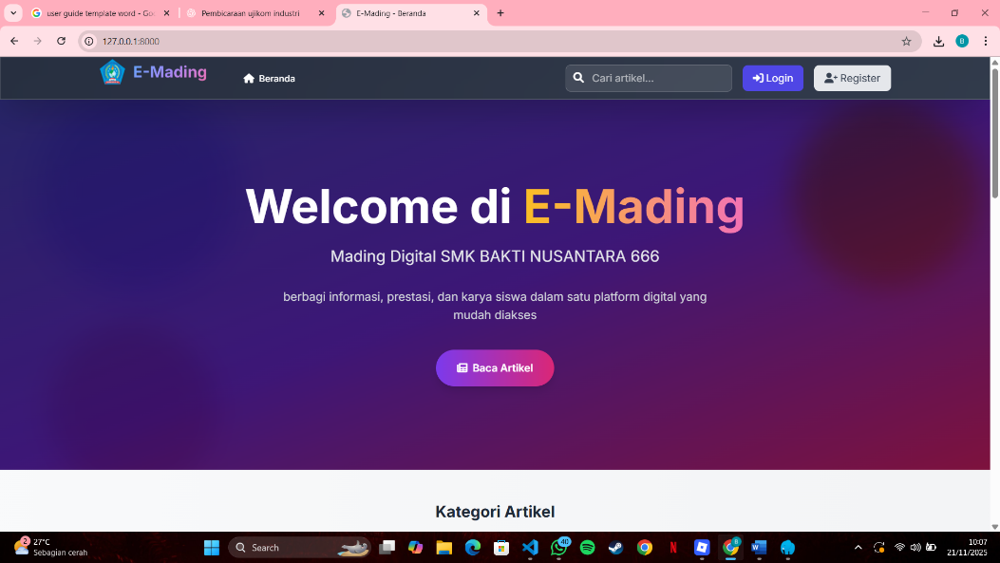 user guide template word - Goo
Pembicaraan ujikom industri
E-Mading - Beranda
127.0.0.1:8000
B
E-Mading
Beranda
Cari artikel...
Login
Register
Welcome di E-Mading
Mading Digital SMK BAKTI NUSANTARA 666
berbagi informasi, prestasi, dan karya siswa dalam satu platform digital yang
mudah diakses
Baca Artikel
Kategori Artikel
2
27°C
Sebagian cerah
Search
40
B
10:07
21/11/2025